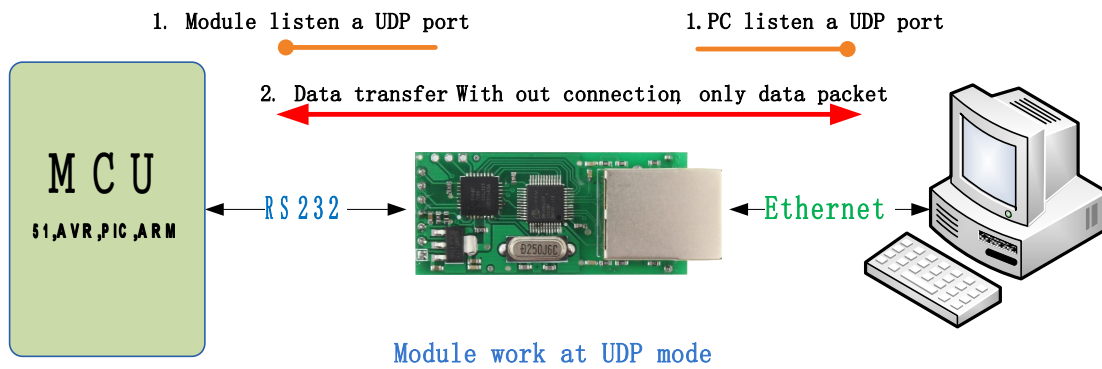 1. Module listen a UDP port
1.PC listen a UDP port
2. Data transfer With out connection, only data packet
MCU
51,AVR,PIC,ARM
RS232
Ethernet
D250J6C
Module work at UDP mode